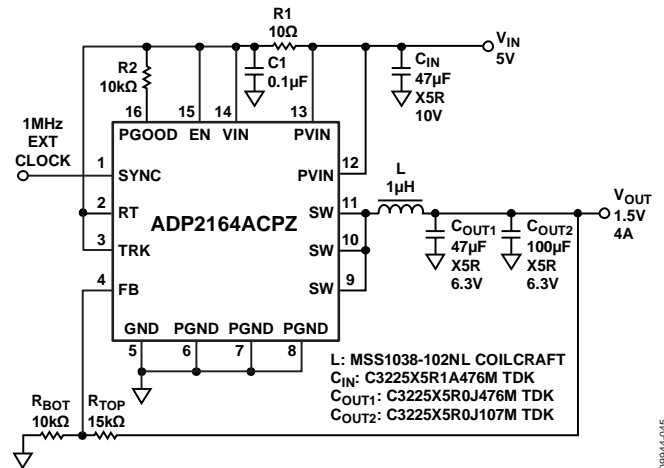 R1
10Ω
VIN
5V
R2
10kΩ
C1
0.1µF
CIN
47µF
X5R
10V
16
15
14
13
PGOOD
EN
VIN
PVIN
1MHz
EXT
CLOCK
1
SYNC
PVIN
12
L
1µH
2
RT
ADP2164ACPZ
SW
11
VOUT
1.5V
4A
3
TRK
SW
10
COUT1
47µF
X5R
6.3V
COUT2
100µF
X5R
6.3V
4
FB
SW
9
GND
PGND
PGND
PGND
5
6
7
8
L: MSS1038-102NL COILCRAFT
CIN: C3225X5R1A476M TDK
COUT1: C3225X5R0J476M TDK
COUT2: C3225X5R0J107M TDK
RBOT
10kΩ
RTOP
15kΩ
09944-045